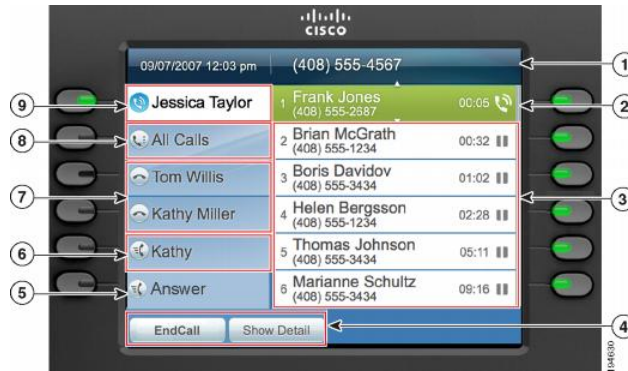 CISCO
09/07/2007 12:03 pm (408) 555-4567
1
9
Jessica Taylor
1 Frank Jones 00:05
(408) 555-2687
2
8
All Calls
2 Brian McGrath 00:32
(408) 555-1234
7
Tom Willis
3 Boris Davidov 01:02
(408) 555-3434
3
Kathy Miller
4 Helen Bergsson 02:28
(408) 555-1234
6
Kathy
5 Thomas Johnson 05:11
(408) 555-3434
5
Answer
6 Marianne Schultz 09:16
(408) 555-3434
EndCall Show Detail
4
194630